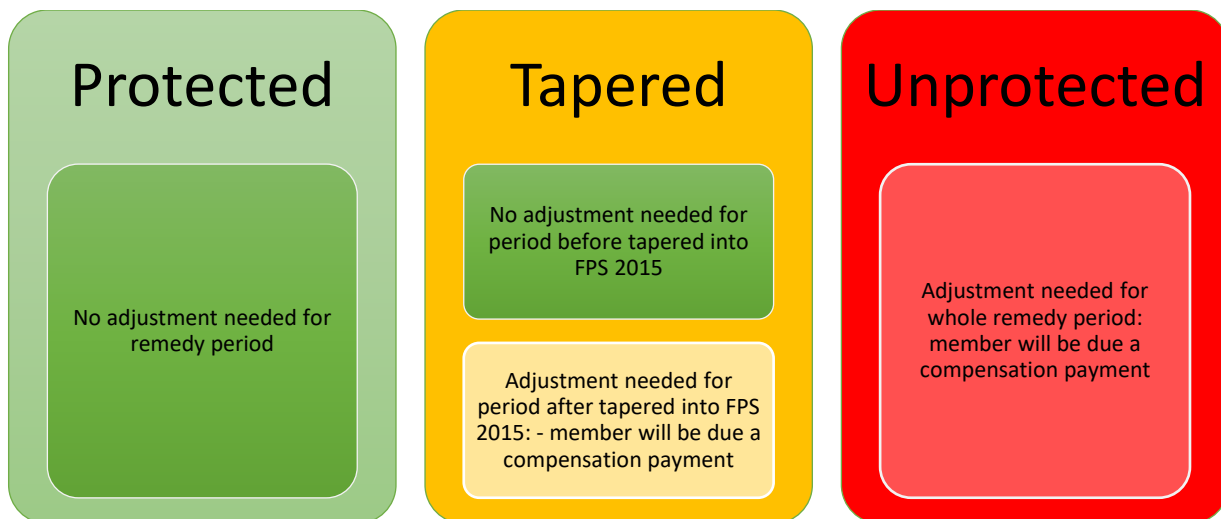 Protected
No adjustment needed for
remedy period
Tapered
No adjustment needed for
period before tapered into
FPS 2015
Adjustment needed for
period after tapered into FPS
2015: - member will be due a
compensation payment
Unprotected
Adjustment needed for
whole remedy period:
member will be due a
compensation payment